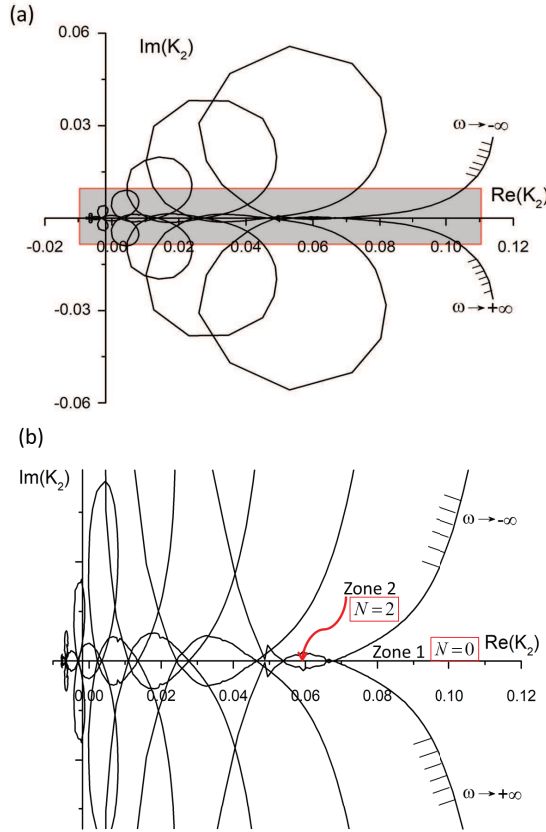 (a)
0.06
Im(K₂)
0.03
ω→-∞
Re(K₂)
0.00
-0.02 0.00 0.02 0.04 0.06 0.08 0.10 0.12
-0.03
ω→+∞
-0.06
(b)
Im(K₂)
ω→-∞
Zone 2
N=2
Zone 1 N=0 Re(K₂)
0.00 0.02 0.04 0.06 0.08 0.10 0.12
ω→+∞